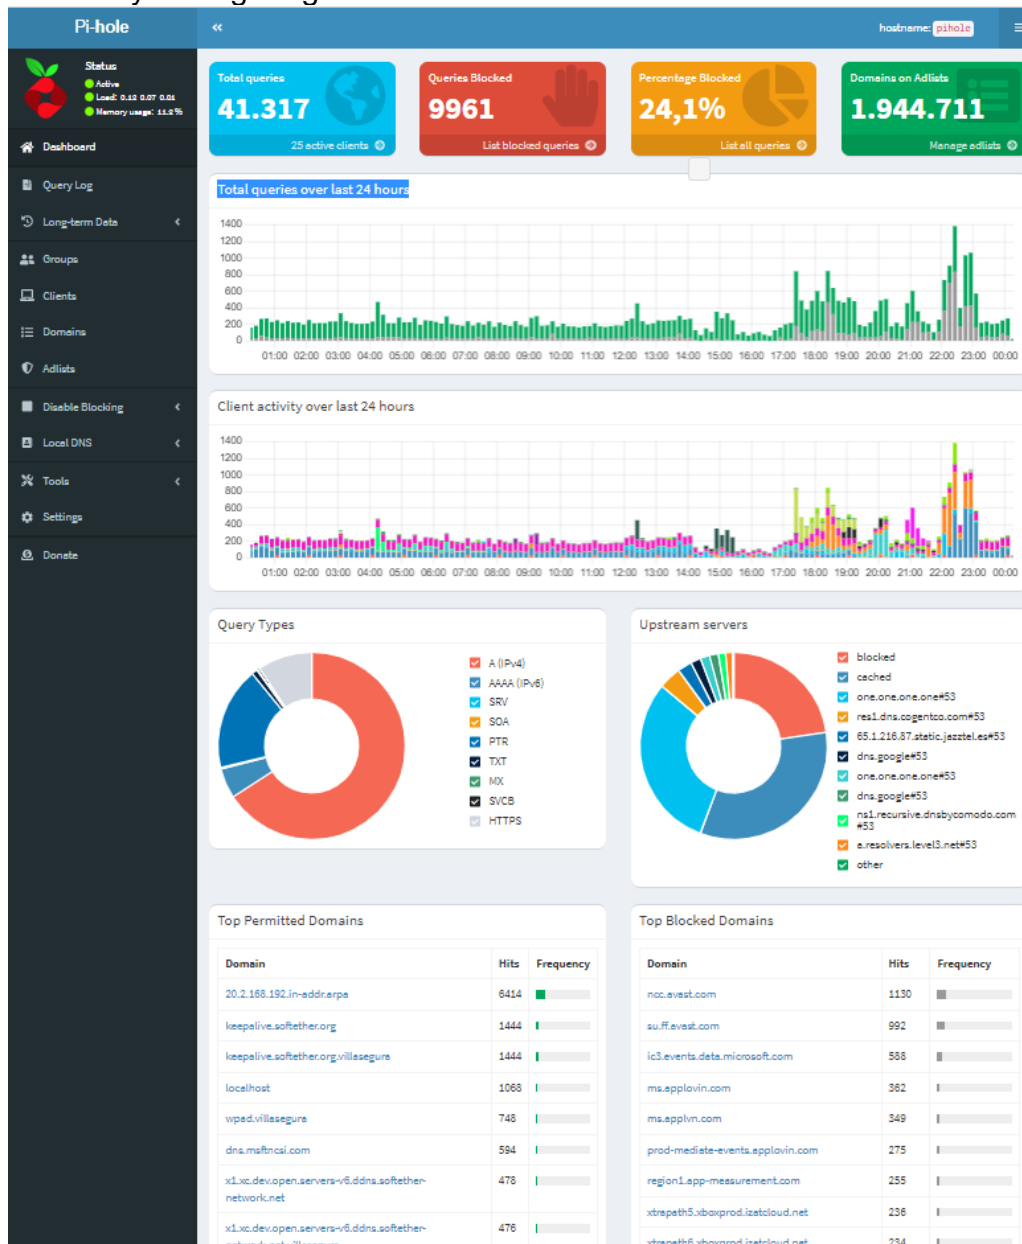 Pi-hole
hostname: pihole
Status
Active
Load: 0.12 0.07 0.01
Memory usage: 11.2 %
Dashboard
Query Log
Long-term Data
Groups
Clients
Domains
Adlists
Disable Blocking
Local DNS
Tools
Settings
Donate
Total queries
41.317
25 active clients
Queries Blocked
9961
List blocked queries
Percentage Blocked
24,1%
List all queries
Domains on Adlists
1.944.711
Manage adlists
Total queries over last 24 hours
1400
1200
1000
800
600
400
200
0
01:00 02:00 03:00 04:00 05:00 06:00 07:00 08:00 09:00 10:00 11:00 12:00 13:00 14:00 15:00 16:00 17:00 18:00 19:00 20:00 21:00 22:00 23:00 00:00
Client activity over last 24 hours
1400
1200
1000
800
600
400
200
0
01:00 02:00 03:00 04:00 05:00 06:00 07:00 08:00 09:00 10:00 11:00 12:00 13:00 14:00 15:00 16:00 17:00 18:00 19:00 20:00 21:00 22:00 23:00 00:00
Query Types
A (IPv4)
AAAA (IPv6)
SRV
SOA
PTR
TXT
MX
SVCB
HTTPS
Upstream servers
blocked
cached
one.one.one.one#53
res1.dns.cogentco.com#53
65.1.216.87.static.jazztel.es#53
dns.google#53
one.one.one.one#53
dns.google#53
ns1.recursive.dnsbycomodo.com
#53
a.resolvers.level3.net#53
other
Top Permitted Domains
Domain Hits Frequency
20.2.168.192.in-addr.arpa 6414
keepalive.softether.org 1444
keepalive.softether.org.villasegura 1444
localhost 1068
wpad.villasegura 748
dns.msftncsi.com 594
x1.xc.dev.open.servers-v6.ddns.softether-
network.net 478
x1.xc.dev.open.servers-v6.ddns.softether- 476
Top Blocked Domains
Domain Hits Frequency
ncc.avast.com 1130
su.ff.avast.com 992
ic3.events.data.microsoft.com 588
ms.applovin.com 362
ms.applvn.com 349
prod-mediate-events.applovin.com 275
region1.app-measurement.com 255
xtrapath5.xboxprod.izatcloud.net 236
xtrapath6.xboxprod.izatcloud.net 234